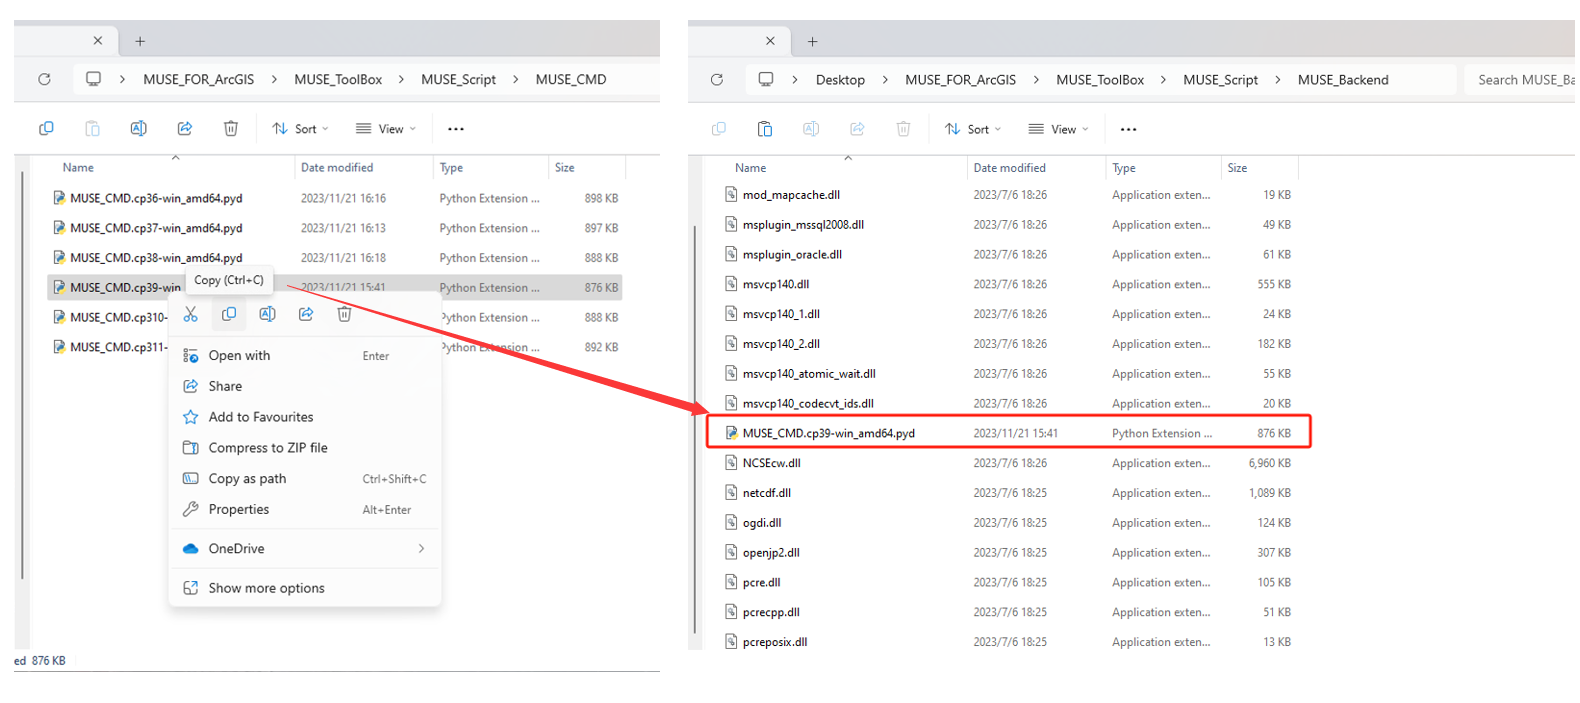 MUSE_FOR_ArcGIS > MUSE_ToolBox > MUSE_Script > MUSE_CMD
Sort View ...
Name Date modified Type Size
MUSE_CMD.cp36-win_amd64.pyd 2023/11/21 16:16 Python Extension ... 898 KB
MUSE_CMD.cp37-win_amd64.pyd 2023/11/21 16:13 Python Extension ... 897 KB
MUSE_CMD.cp38-win_amd64.pyd 2023/11/21 16:18 Python Extension ... 888 KB
Copy (Ctrl+C)
MUSE_CMD.cp39-win 2023/11/21 15:41 Python Extension ... 876 KB
MUSE_CMD.cp310- Python Extension ... 888 KB
MUSE_CMD.cp311- Python Extension ... 892 KB
Open with Enter
Share
Add to Favourites
Compress to ZIP file
Copy as path Ctrl+Shift+C
Properties Alt+Enter
OneDrive
Show more options
ed 876 KB
Desktop > MUSE_FOR_ArcGIS > MUSE_ToolBox > MUSE_Script > MUSE_Backend
Search MUSE_Ba
Sort View ...
Name Date modified Type Size
mod_mapcache.dll 2023/7/6 18:26 Application exten... 19 KB
msplugin_mssql2008.dll 2023/7/6 18:26 Application exten... 49 KB
msplugin_oracle.dll 2023/7/6 18:26 Application exten... 61 KB
msvcp140.dll 2023/7/6 18:26 Application exten... 555 KB
msvcp140_1.dll 2023/7/6 18:26 Application exten... 24 KB
msvcp140_2.dll 2023/7/6 18:26 Application exten... 182 KB
msvcp140_atomic_wait.dll 2023/7/6 18:26 Application exten... 55 KB
msvcp140_codecvt_ids.dll 2023/7/6 18:26 Application exten... 20 KB
MUSE_CMD.cp39-win_amd64.pyd 2023/11/21 15:41 Python Extension ... 876 KB
NCSEcw.dll 2023/7/6 18:26 Application exten... 6,960 KB
netcdf.dll 2023/7/6 18:25 Application exten... 1,089 KB
ogdi.dll 2023/7/6 18:25 Application exten... 124 KB
openjp2.dll 2023/7/6 18:25 Application exten... 307 KB
pcre.dll 2023/7/6 18:25 Application exten... 105 KB
pcrecpp.dll 2023/7/6 18:25 Application exten... 51 KB
pcreposix.dll 2023/7/6 18:25 Application exten... 13 KB